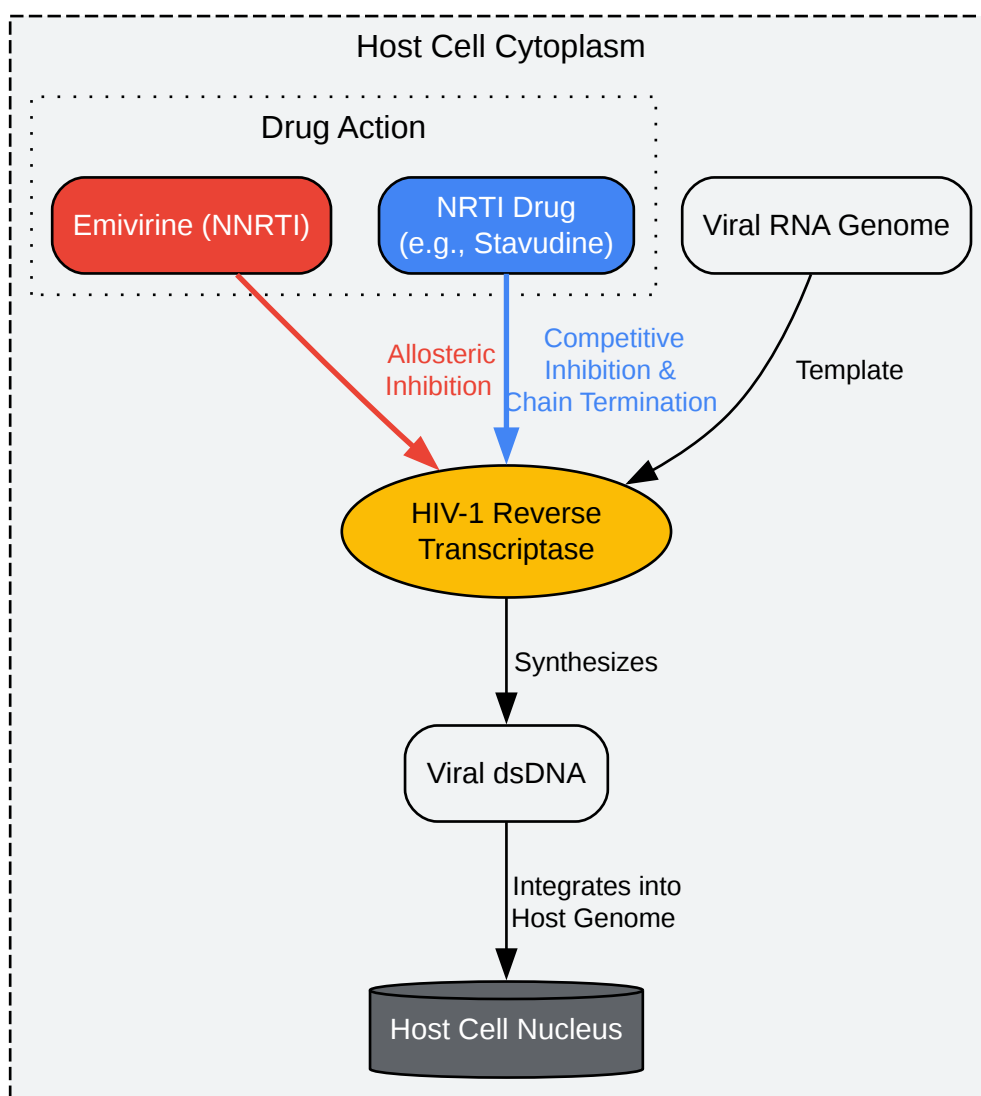 Host Cell Cytoplasm
Drug Action
Emivirine (NNRTI)
NRTI Drug
(e.g., Stavudine)
Viral RNA Genome
Allosteric
Inhibition
Competitive
Inhibition &
Chain Termination
Template
HIV-1 Reverse
Transcriptase
Synthesizes
Viral dsDNA
Integrates into
Host Genome
Host Cell Nucleus